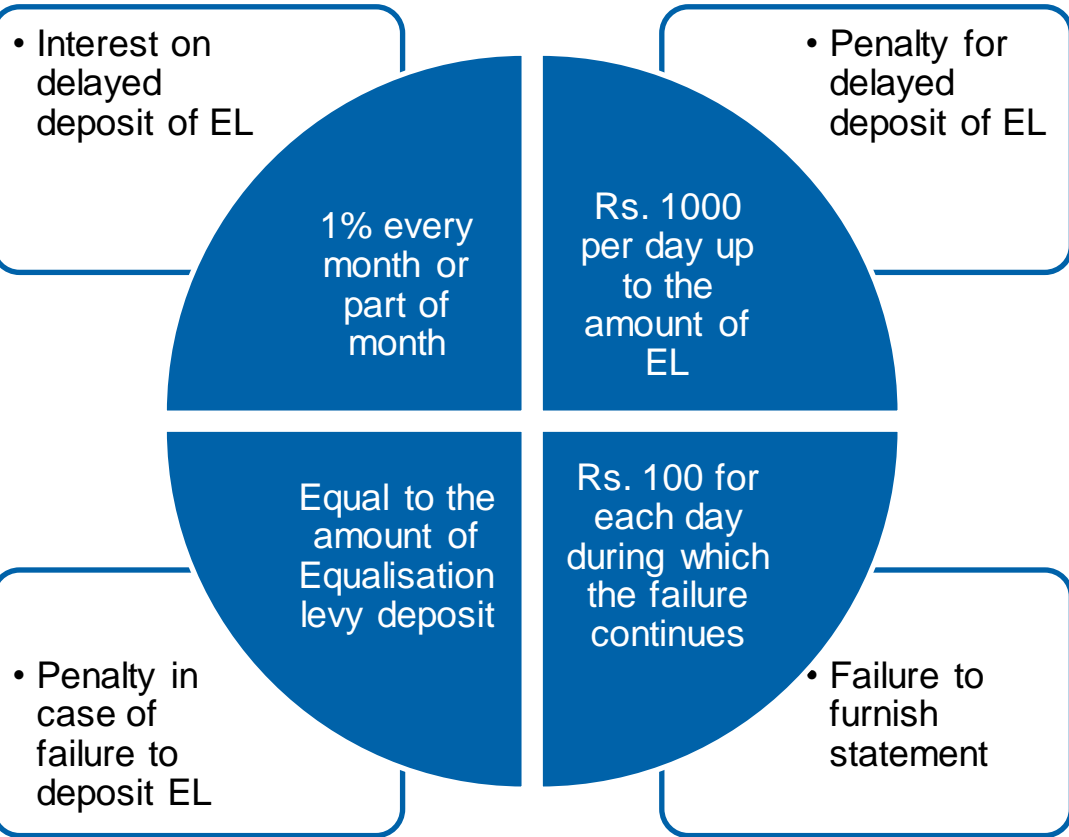 • Interest on
delayed
deposit of EL
1% every
month or
part of
month
• Penalty for
delayed
deposit of EL
Rs. 1000
per day up
to the
amount of
EL
• Penalty in
case of
failure to
deposit EL
Equal to the
amount of
Equalisation
levy deposit
• Failure to
furnish
statement
Rs. 100 for
each day
during which
the failure
continues